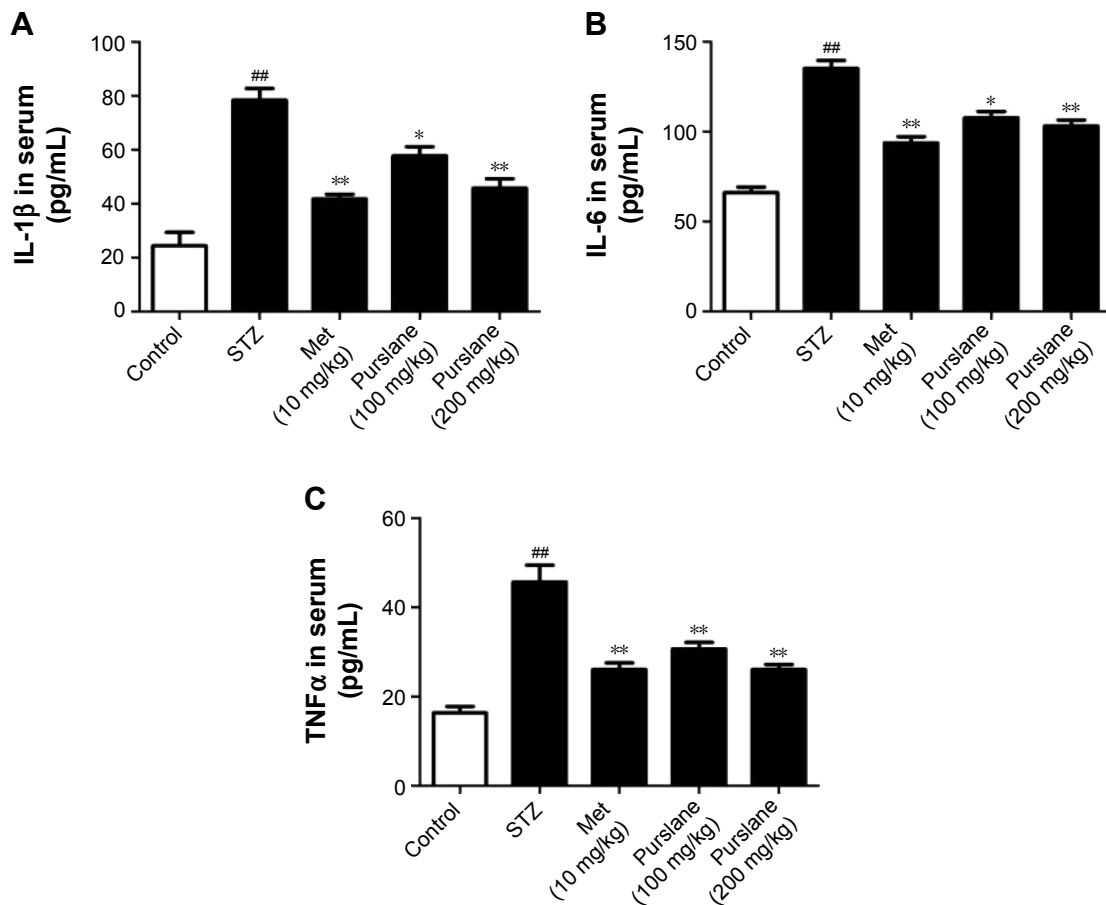 A
IL-1β in serum
(pg/mL)
100
80
60
40
20
0
##
**
*
**
Control
STZ
Met
(10 mg/kg)
Purslane
(100 mg/kg)
Purslane
(200 mg/kg)
B
IL-6 in serum
(pg/mL)
150
100
50
0
##
**
*
**
Control
STZ
Met
(10 mg/kg)
Purslane
(100 mg/kg)
Purslane
(200 mg/kg)
C
TNFα in serum
(pg/mL)
60
40
20
0
##
**
**
**
Control
STZ
Met
(10 mg/kg)
Purslane
(100 mg/kg)
Purslane
(200 mg/kg)